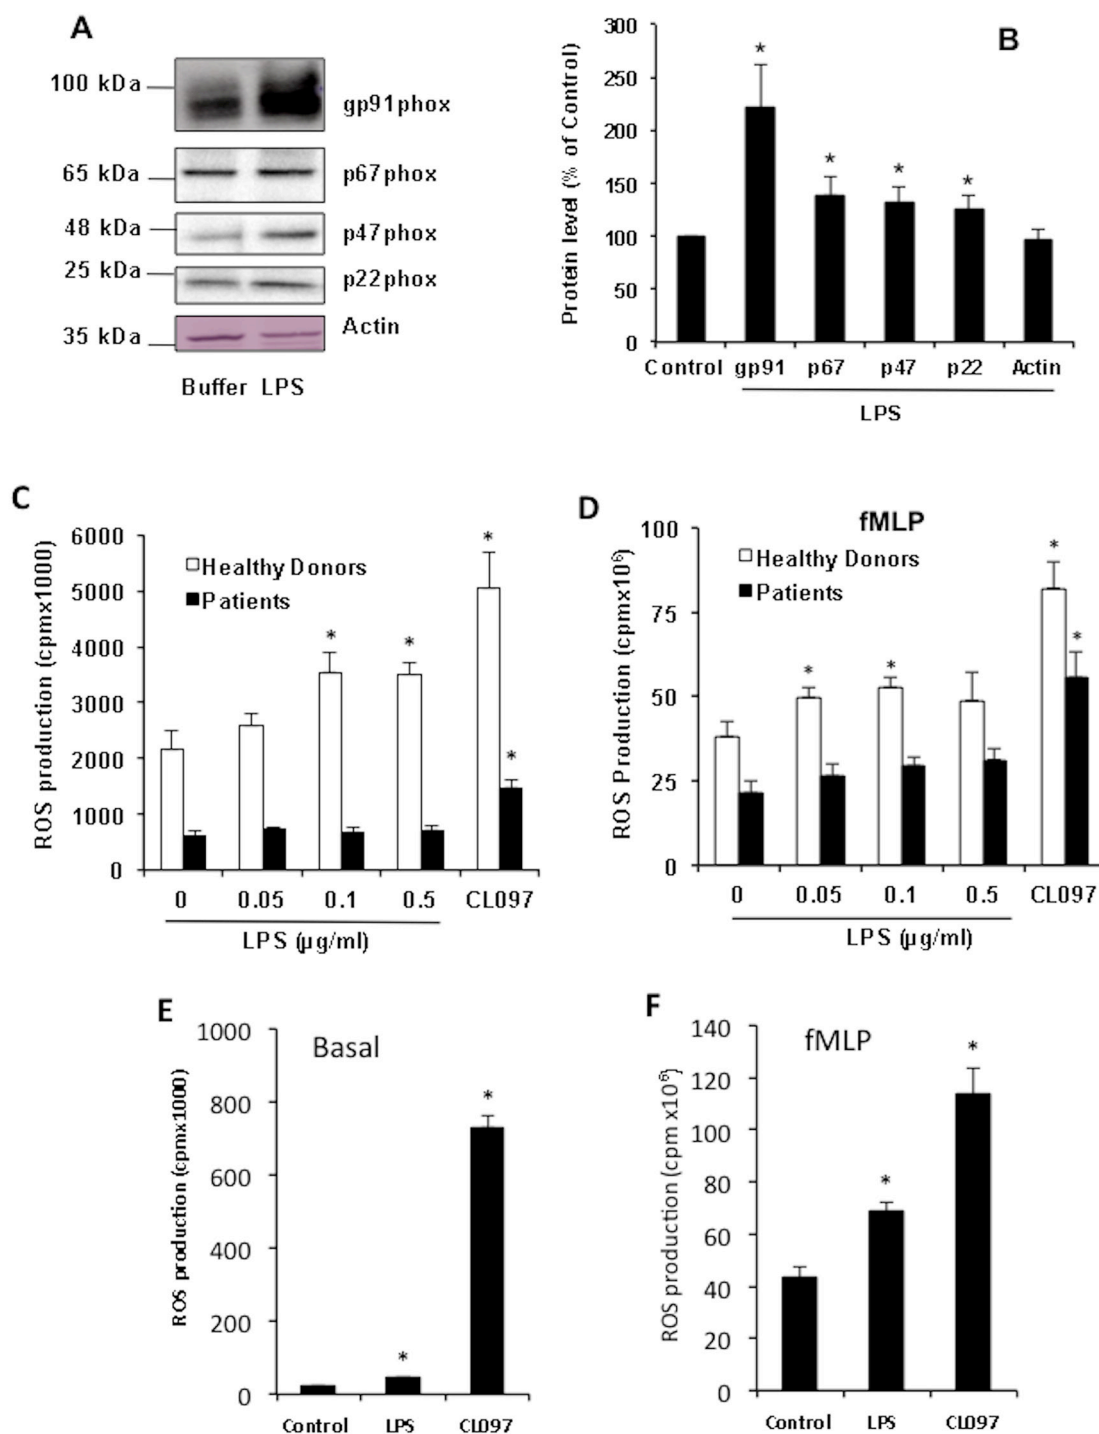 A
100 kDa
gp91phox
65 kDa
p67phox
48 kDa
p47phox
25 kDa
p22phox
35 kDa
Actin
Buffer LPS
B
Protein level (% of Control)
300
250
200
150
100
50
0
*
*
*
*
Control gp91 p67 p47 p22 Actin
LPS
C
ROS production (cpmx1000)
6000
5000
4000
3000
2000
1000
0
Healthy Donors
Patients
*
*
*
*
0 0.05 0.1 0.5 CL097
LPS (µg/ml)
D
fMLP
ROS Production (cpmx10⁶)
100
75
50
25
0
Healthy Donors
Patients
*
*
*
*
0 0.05 0.1 0.5 CL097
LPS (µg/ml)
E
Basal
ROS production (cpmx1000)
1000
800
600
400
200
0
*
*
Control LPS CL097
F
fMLP
ROS production (cpm x10⁶)
140
120
100
80
60
40
20
0
*
*
Control LPS CL097